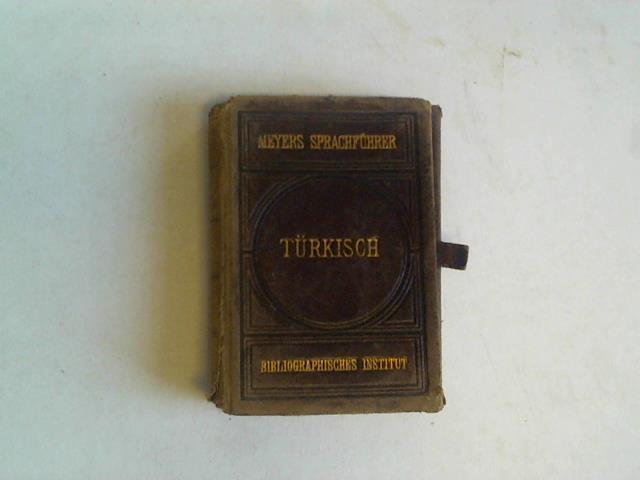 MEYERS SPRACHFÜHRER
TÜRKISCH
BIBLIOGRAPHISCHES INSTITUT